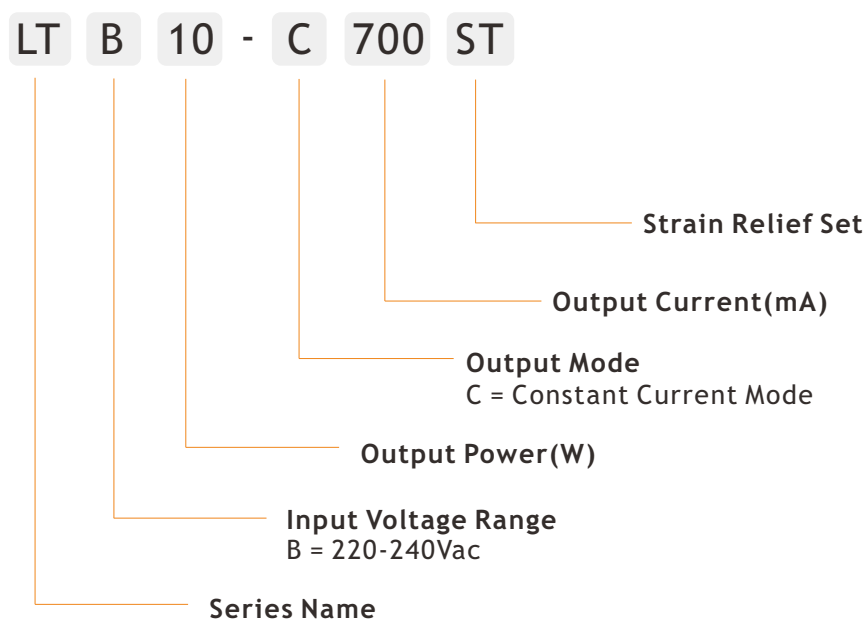 LT B 10 - C 700 ST
Strain Relief Set
Output Current(mA)
Output Mode
C = Constant Current Mode
Output Power(W)
Input Voltage Range
B = 220-240Vac
Series Name